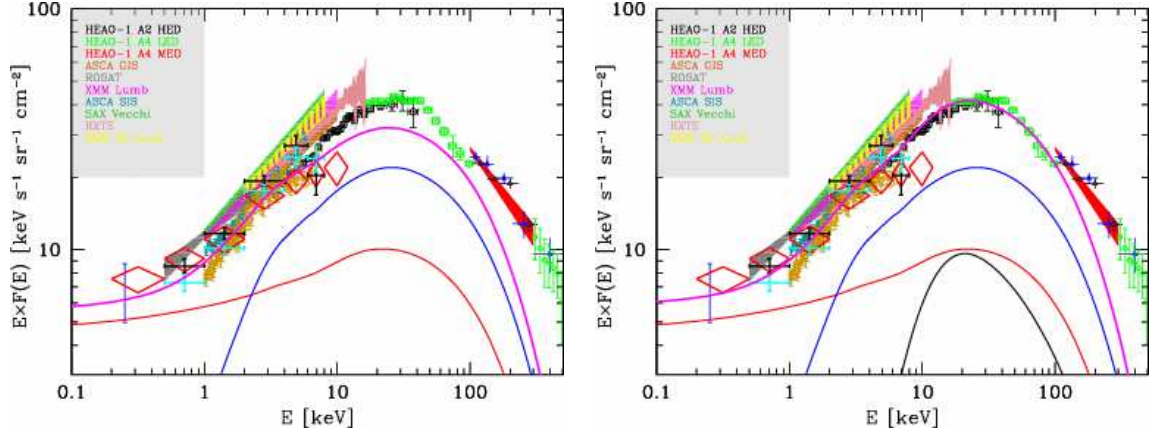 100
10
E×F(E) [keV s⁻¹ sr⁻¹ cm⁻²]
HEAO-1 A2 HED
HEAO-1 A4 LED
HEAO-1 A4 MED
ASCA GIS
ROSAT
XMM Lumb
ASCA SIS
SAX Vecchi
RXTE
0.1
1
10
100
E [keV]
100
10
E×F(E) [keV s⁻¹ sr⁻¹ cm⁻²]
HEAO-1 A2 HED
HEAO-1 A4 LED
HEAO-1 A4 MED
ASCA GIS
ROSAT
XMM Lumb
ASCA SIS
SAX Vecchi
RXTE
0.1
1
10
100
E [keV]